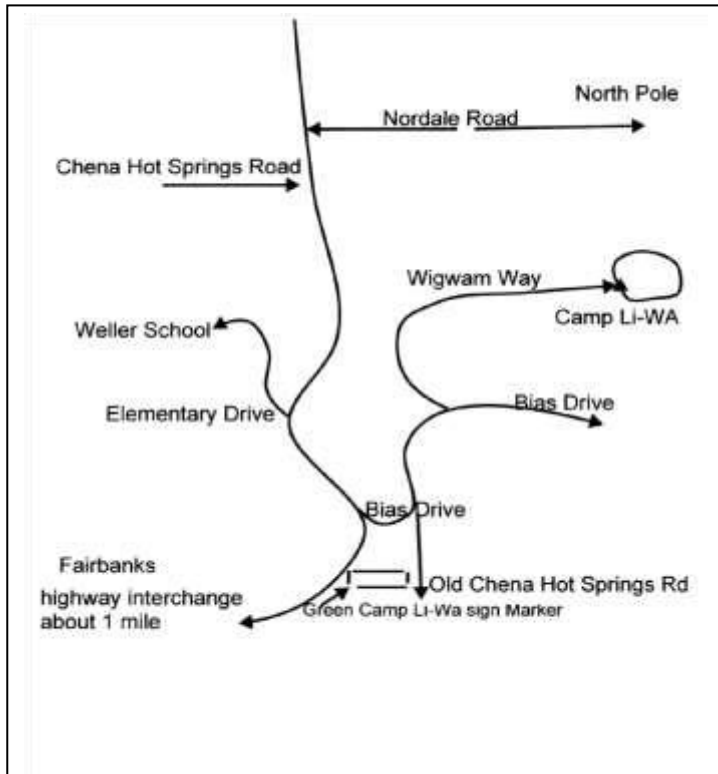 North Pole
Nordale Road
Chena Hot Springs Road
Wigwam Way
Camp Li-WA
Weller School
Elementary Drive
Bias Drive
Bias Drive
Fairbanks
highway interchange
about 1 mile
Old Chena Hot Springs Rd
Green Camp Li-Wa sign Marker